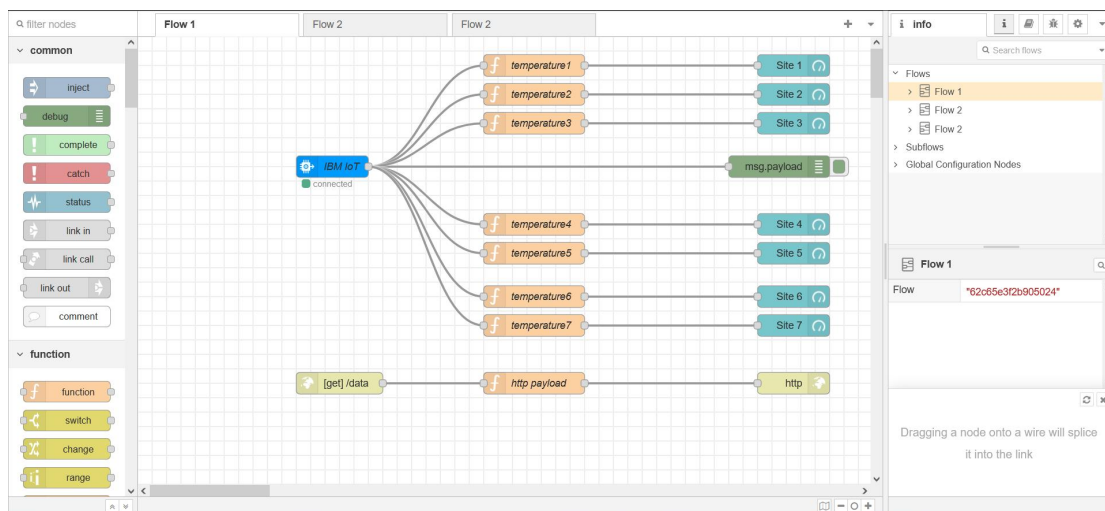 filter nodes
common
inject
debug
complete
catch
status
link in
link call
link out
comment
function
function
switch
change
range
Flow 1
Flow 2
Flow 2
temperature1
Site 1
temperature2
Site 2
temperature3
Site 3
IBM IoT
connected
msg.payload
temperature4
Site 4
temperature5
Site 5
temperature6
Site 6
temperature7
Site 7
[get] /data
http payload
http
i info
Search flows
Flows
Flow 1
Flow 2
Flow 2
Subflows
Global Configuration Nodes
Flow 1
Flow "62c65e3f2b905024"
Dragging a node onto a wire will splice
it into the link